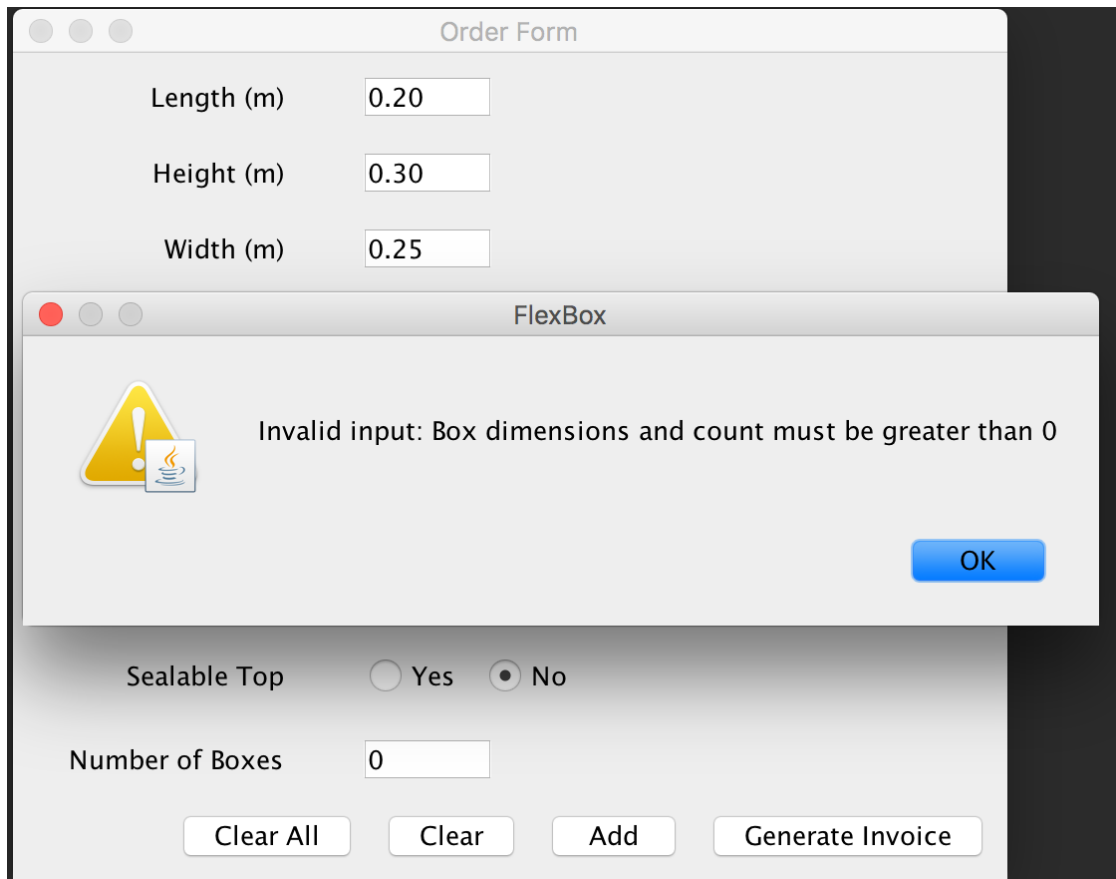 Order Form
Length (m) 0.20
Height (m) 0.30
Width (m) 0.25
FlexBox
Invalid input: Box dimensions and count must be greater than 0
OK
Sealable Top Yes No
Number of Boxes 0
Clear All Clear Add Generate Invoice